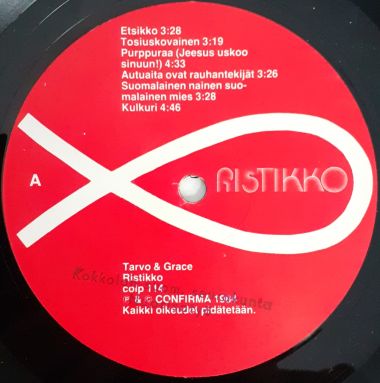 Etsikko 3:28
Tosiuskovainen 3:19
Purppuraa (Jeesus uskoo
sinuun!) 4:33
Autuaita ovat rauhantekijät 3:26
Suomalainen nainen suo-
malainen mies 3:28
Kulkuri 4:46
A
RISTIKKO
Tarvo & Grace
Ristikko
coip 114
℗ & © CONFIRMA
Kaikki oikeudet pidätetään.